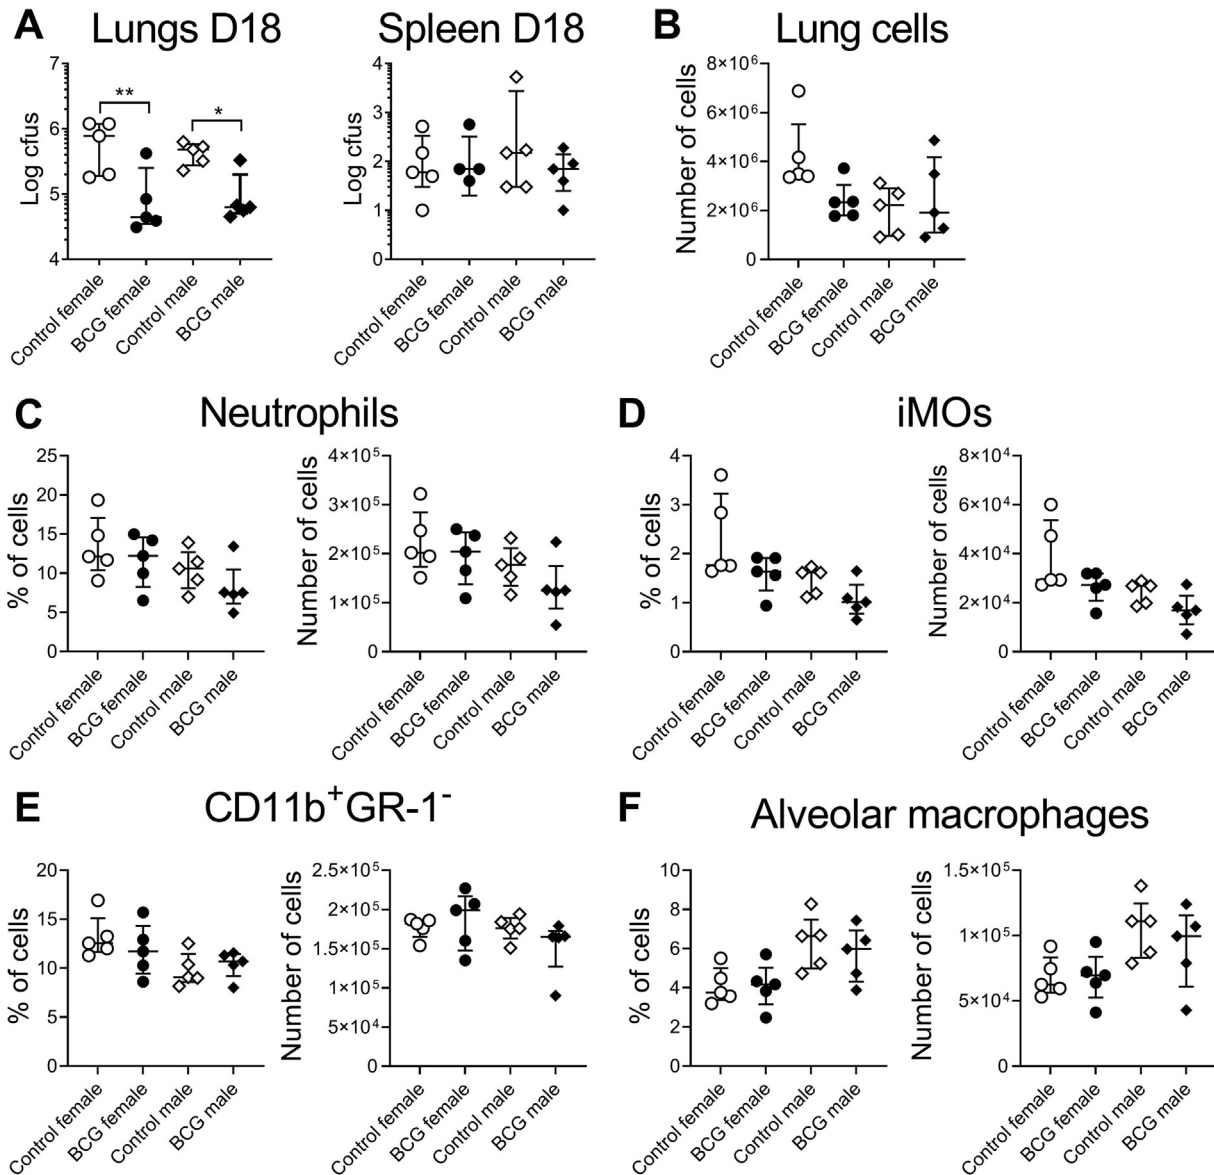 A Lungs D18 Spleen D18 B Lung cells
7
6
5
4
Log cfus
** *
Control female
BCG female
Control male
BCG male
4
3
2
1
0
Log cfus
Control female
BCG female
Control male
BCG male
8×10⁶
6×10⁶
4×10⁶
2×10⁶
0
Number of cells
Control female
BCG female
Control male
BCG male
C Neutrophils D iMOs
25
20
15
10
5
0
% of cells
Control female
BCG female
Control male
BCG male
4×10⁵
3×10⁵
2×10⁵
1×10⁵
0
Number of cells
Control female
BCG female
Control male
BCG male
4
3
2
1
0
% of cells
Control female
BCG female
Control male
BCG male
8×10⁴
6×10⁴
4×10⁴
2×10⁴
0
Number of cells
Control female
BCG female
Control male
BCG male
E CD11b⁺GR-1⁻ F Alveolar macrophages
20
15
10
5
0
% of cells
Control female
BCG female
Control male
BCG male
2.5×10⁵
2×10⁵
1.5×10⁵
1×10⁵
5×10⁴
0
Number of cells
Control female
BCG female
Control male
BCG male
10
8
6
4
2
0
% of cells
Control female
BCG female
Control male
BCG male
1.5×10⁵
1×10⁵
5×10⁴
0
Number of cells
Control female
BCG female
Control male
BCG male